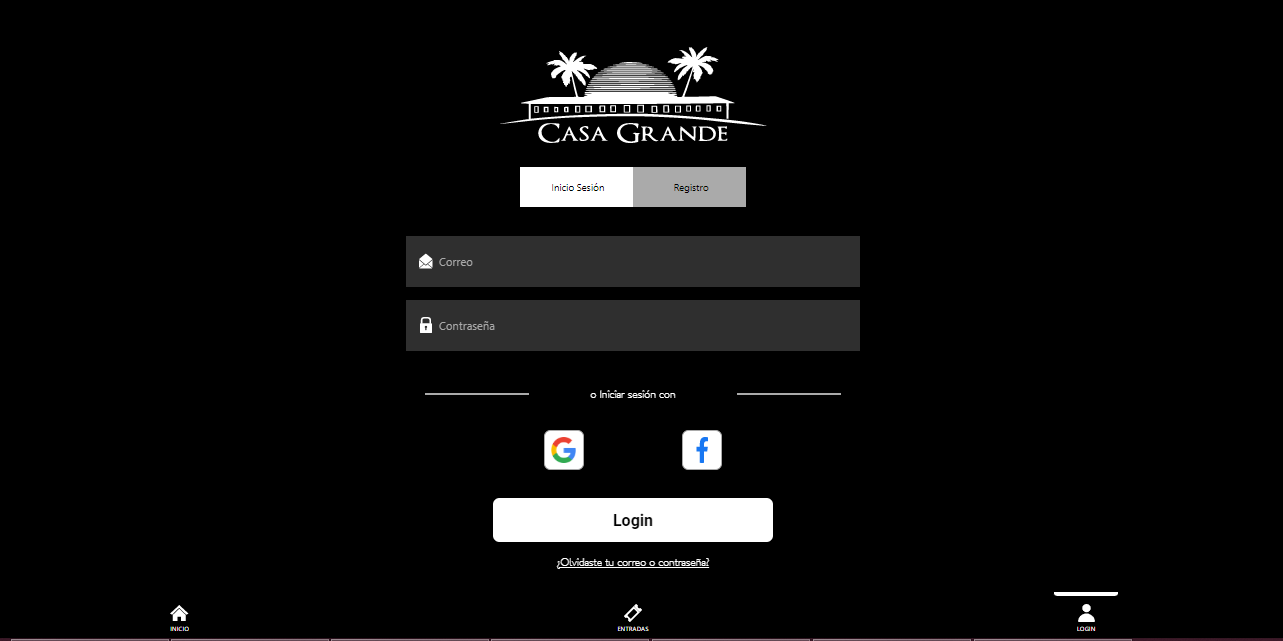 CASA GRANDE
Inicio Sesión
Registro
Correo
Contraseña
o Iniciar sesión con
Login
¿Olvidaste tu correo o contraseña?
INICIO
ENTRADAS
LOGIN